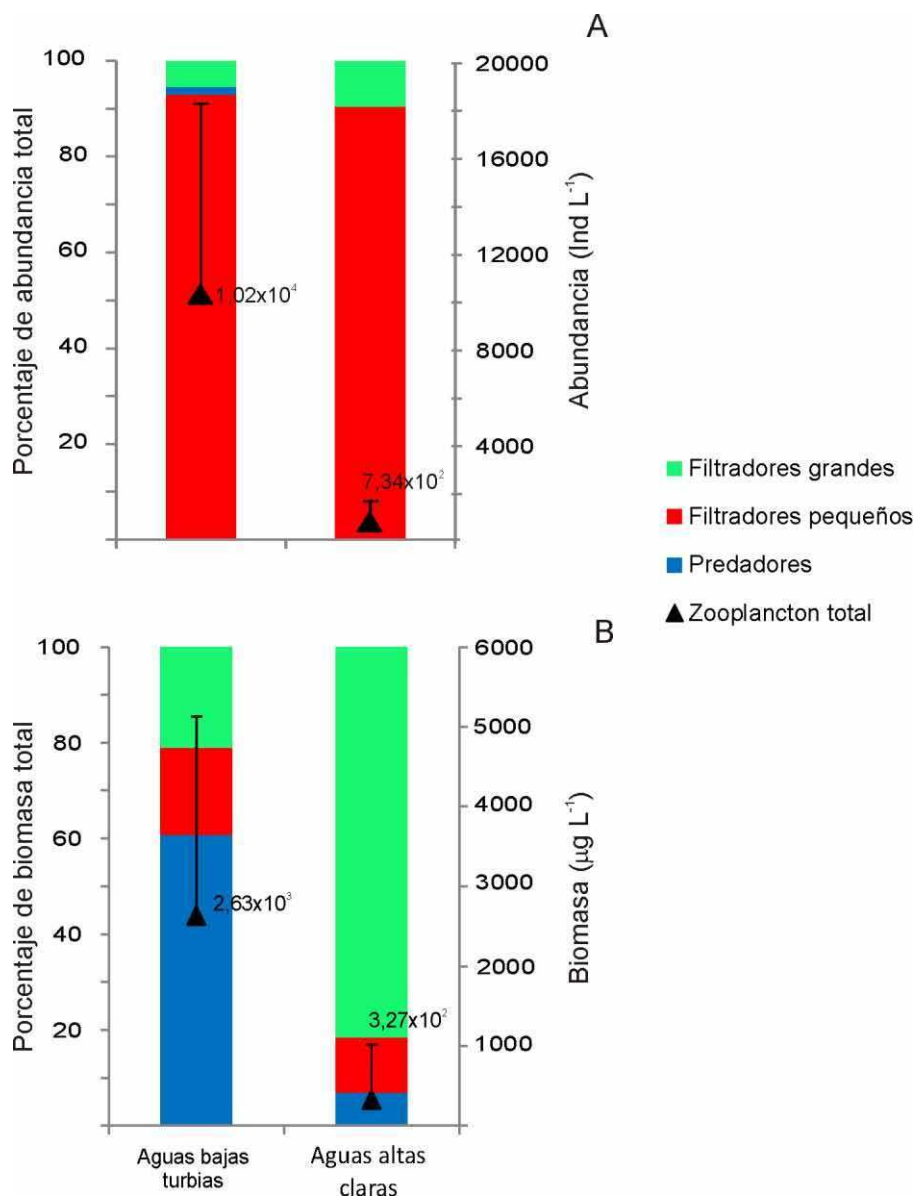 A
Porcentaje de abundancia total
100
80
60
40
20
1,02x10⁴
7,34x10²
20000
16000
12000
8000
4000
Abundancia (Ind L⁻¹)
Filtradores grandes
Filtradores pequeños
Predadores
Zooplancton total
B
Porcentaje de biomasa total
100
80
60
40
20
2,63x10³
3,27x10²
6000
5000
4000
3000
2000
1000
Biomasa (µg L⁻¹)
Aguas bajas
turbias
Aguas altas
claras